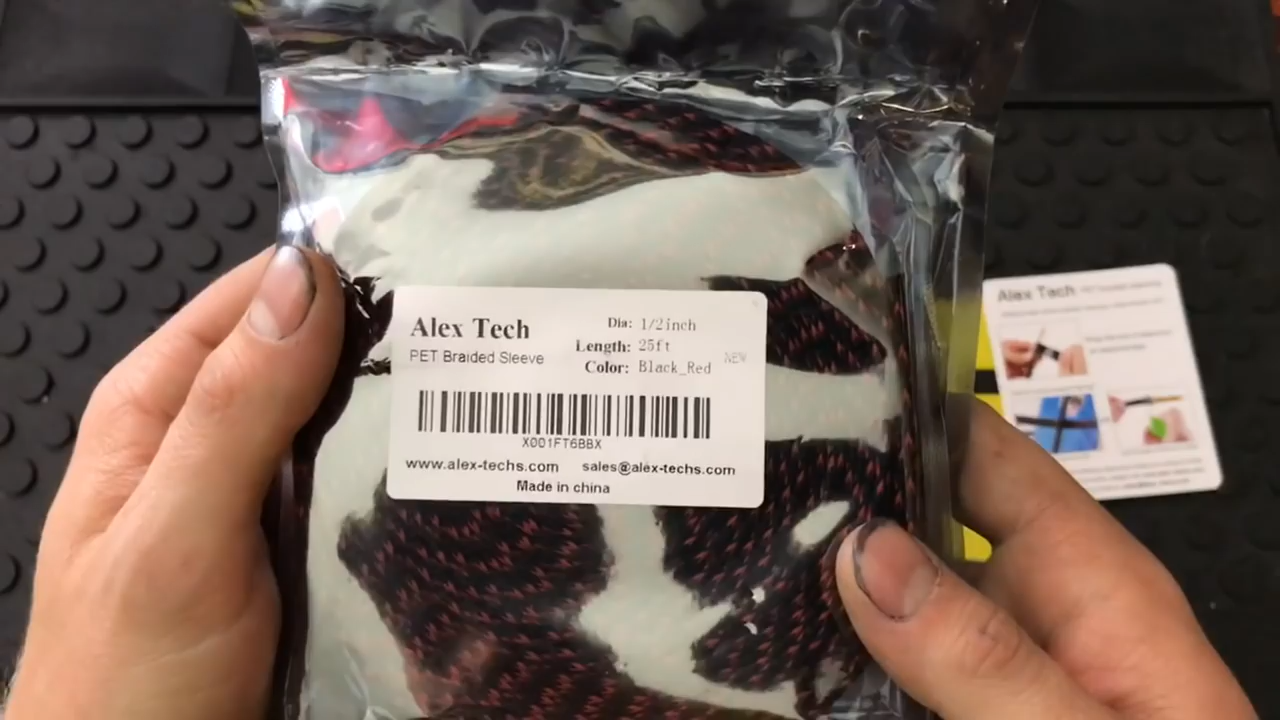 Alex Tech
PET Braided Sleeve
Dia: 1/2inch
Length: 25ft
Color: Black_Red
NEW
X001FT6BBX
www.alex-techs.com sales@alex-techs.com
Made in china
Alex Tech